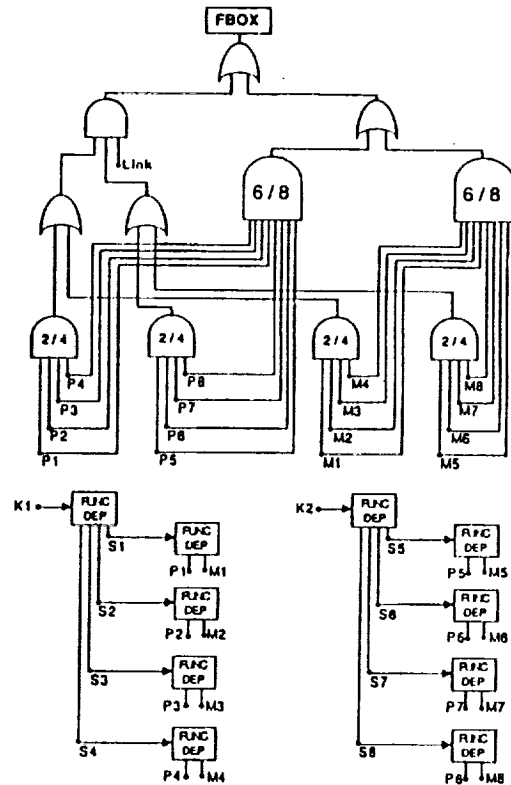 FBOX
Link
6/8 6/8
2/4 2/4 2/4 2/4
P4 P8 M4 M8
P3 P7 M3 M7
P2 P6 M2 M6
P1 P5 M1 M5
K1 FUNC DEP K2 FUNC DEP
S1 FUNC DEP S5 FUNC DEP
P1 M1 P5 M5
S2 FUNC DEP S6 FUNC DEP
P2 M2 P6 M6
S3 FUNC DEP S7 FUNC DEP
P3 M3 P7 M7
S4 FUNC DEP S8 FUNC DEP
P4 M4 P8 M8